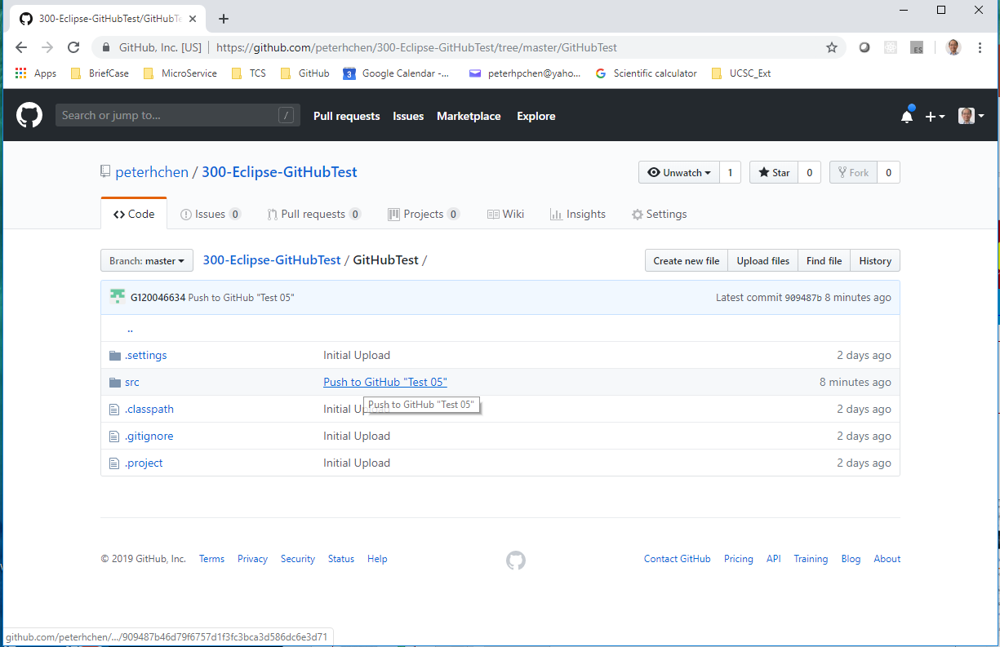 300-Eclipse-GitHubTest/GitHubTe
GitHub, Inc. [US] https://github.com/peterhchen/300-Eclipse-GitHubTest/tree/master/GitHubTest
ES
Apps BriefCase MicroService TCS GitHub 3 Google Calendar -... peterhpchen@yaho... Scientific calculator UCSC_Ext
Search or jump to... / Pull requests Issues Marketplace Explore
peterhchen / 300-Eclipse-GitHubTest Unwatch 1 Star 0 Fork 0
Code Issues 0 Pull requests 0 Projects 0 Wiki Insights Settings
Branch: master 300-Eclipse-GitHubTest / GitHubTest / Create new file Upload files Find file History
G120046634 Push to GitHub "Test 05" Latest commit 909487b 8 minutes ago
..
.settings Initial Upload 2 days ago
src Push to GitHub "Test 05" 8 minutes ago
Push to GitHub "Test 05"
.classpath Initial Upload 2 days ago
.gitignore Initial Upload 2 days ago
.project Initial Upload 2 days ago
© 2019 GitHub, Inc. Terms Privacy Security Status Help Contact GitHub Pricing API Training Blog About
github.com/peterhchen/.../909487b46d79f6757d1f3fc3bca3d586dc6e3d71